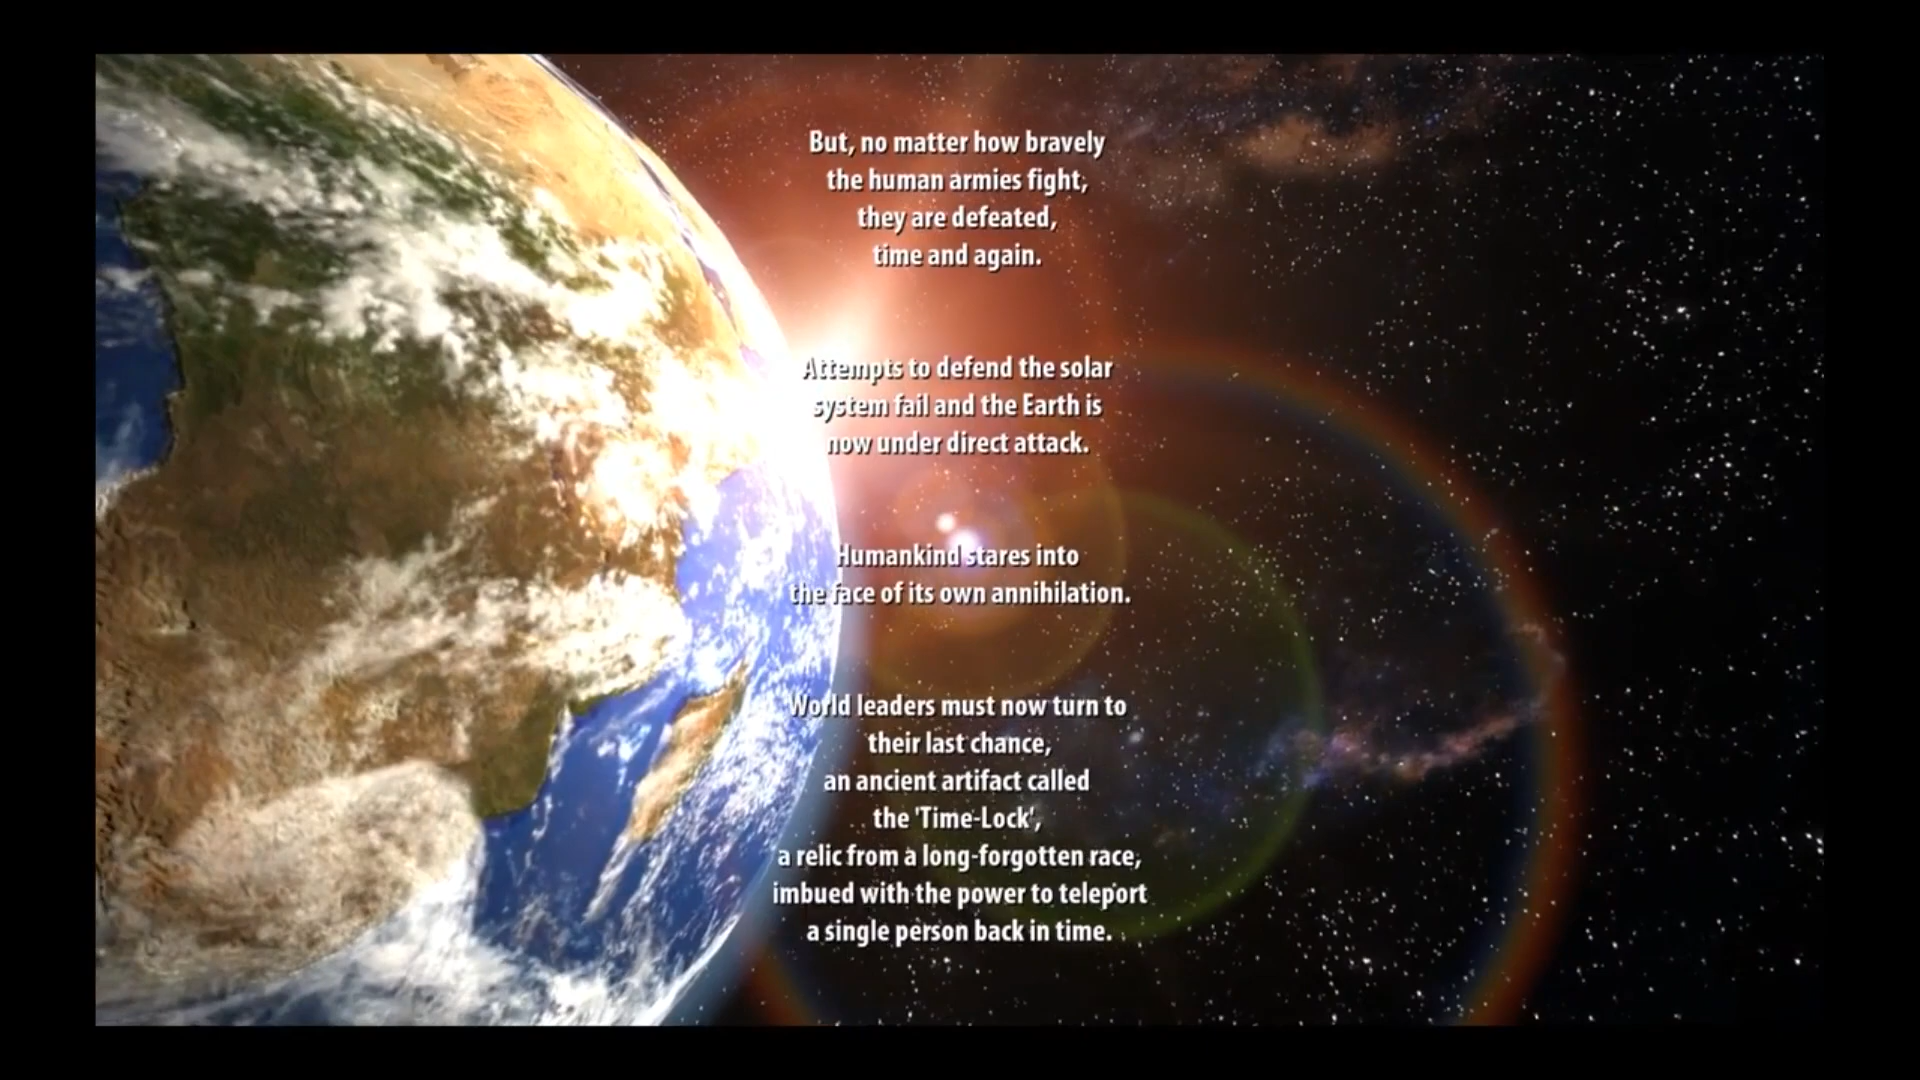 But, no matter how bravely
the human armies fight,
they are defeated,
time and again.
Attempts to defend the solar
system fail and the Earth is
now under direct attack.
Humankind stares into
the face of its own annihilation.
World leaders must now turn to
their last chance,
an ancient artifact called
the 'Time-Lock',
a relic from a long-forgotten race,
imbued with the power to teleport
a single person back in time.